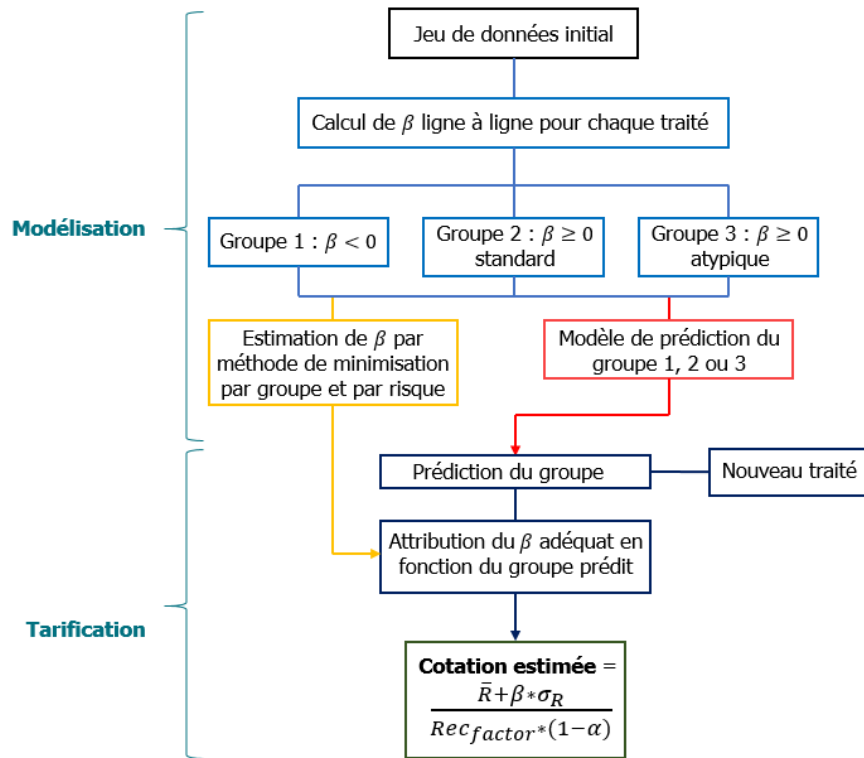 Jeu de données initial
Calcul de β ligne à ligne pour chaque traité
Modélisation
Groupe 1 : β < 0
Groupe 2 : β ≥ 0
standard
Groupe 3 : β ≥ 0
atypique
Estimation de β par
méthode de minimisation
par groupe et par risque
Modèle de prédiction du
groupe 1, 2 ou 3
Prédiction du groupe
Nouveau traité
Attribution du β adéquat en
fonction du groupe prédit
Tarification
Cotation estimée =
R̄+β*σ_R
Rec_factor*(1−α)